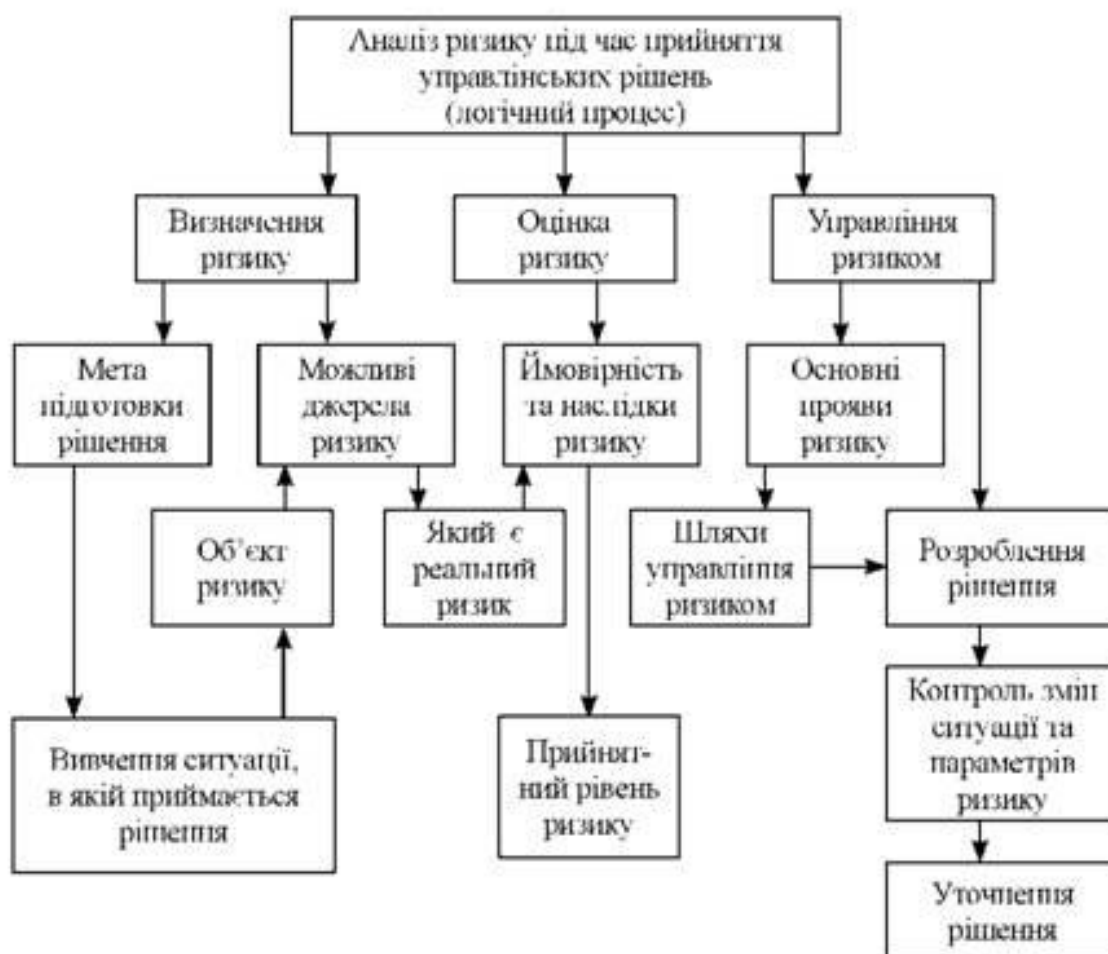 Аналіз ризику під час прийняття
управлінських рішень
(логічний процес)
Визначення
ризику
Оцінка
ризику
Управління
ризиком
Мета
підготовки
рішення
Можливі
джерела
ризику
Ймовірність
та наслідки
ризику
Основні
прояви
ризику
Об’єкт
ризику
Який є
реальний
ризик
Шляхи
управління
ризиком
Розроблення
рішення
Вивчення ситуації,
в якій приймається
рішення
Прийнят-
ний рівень
ризику
Контроль змін
ситуації та
параметрів
ризику
Уточнення
рішення